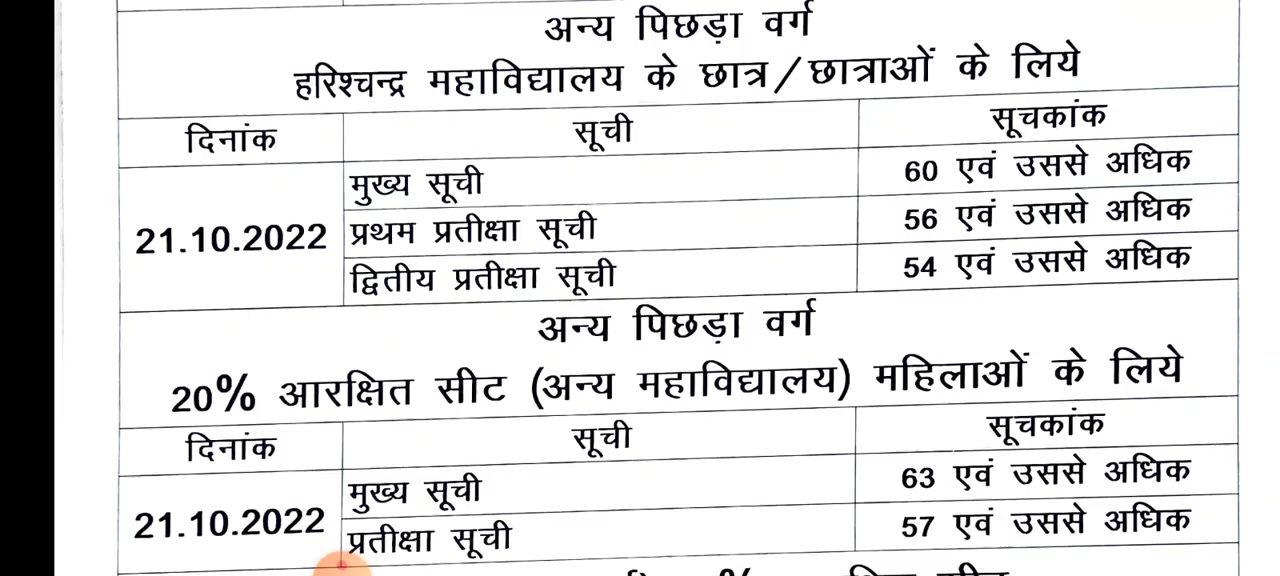 अन्य पिछड़ा वर्ग
हरिश्चन्द्र महाविद्यालय के छात्र/छात्राओं के लिये
दिनांक सूची सूचकांक
21.10.2022 मुख्य सूची 60 एवं उससे अधिक
प्रथम प्रतीक्षा सूची 56 एवं उससे अधिक
द्वितीय प्रतीक्षा सूची 54 एवं उससे अधिक
अन्य पिछड़ा वर्ग
20% आरक्षित सीट (अन्य महाविद्यालय) महिलाओं के लिये
दिनांक सूची सूचकांक
21.10.2022 मुख्य सूची 63 एवं उससे अधिक
प्रतीक्षा सूची 57 एवं उससे अधिक